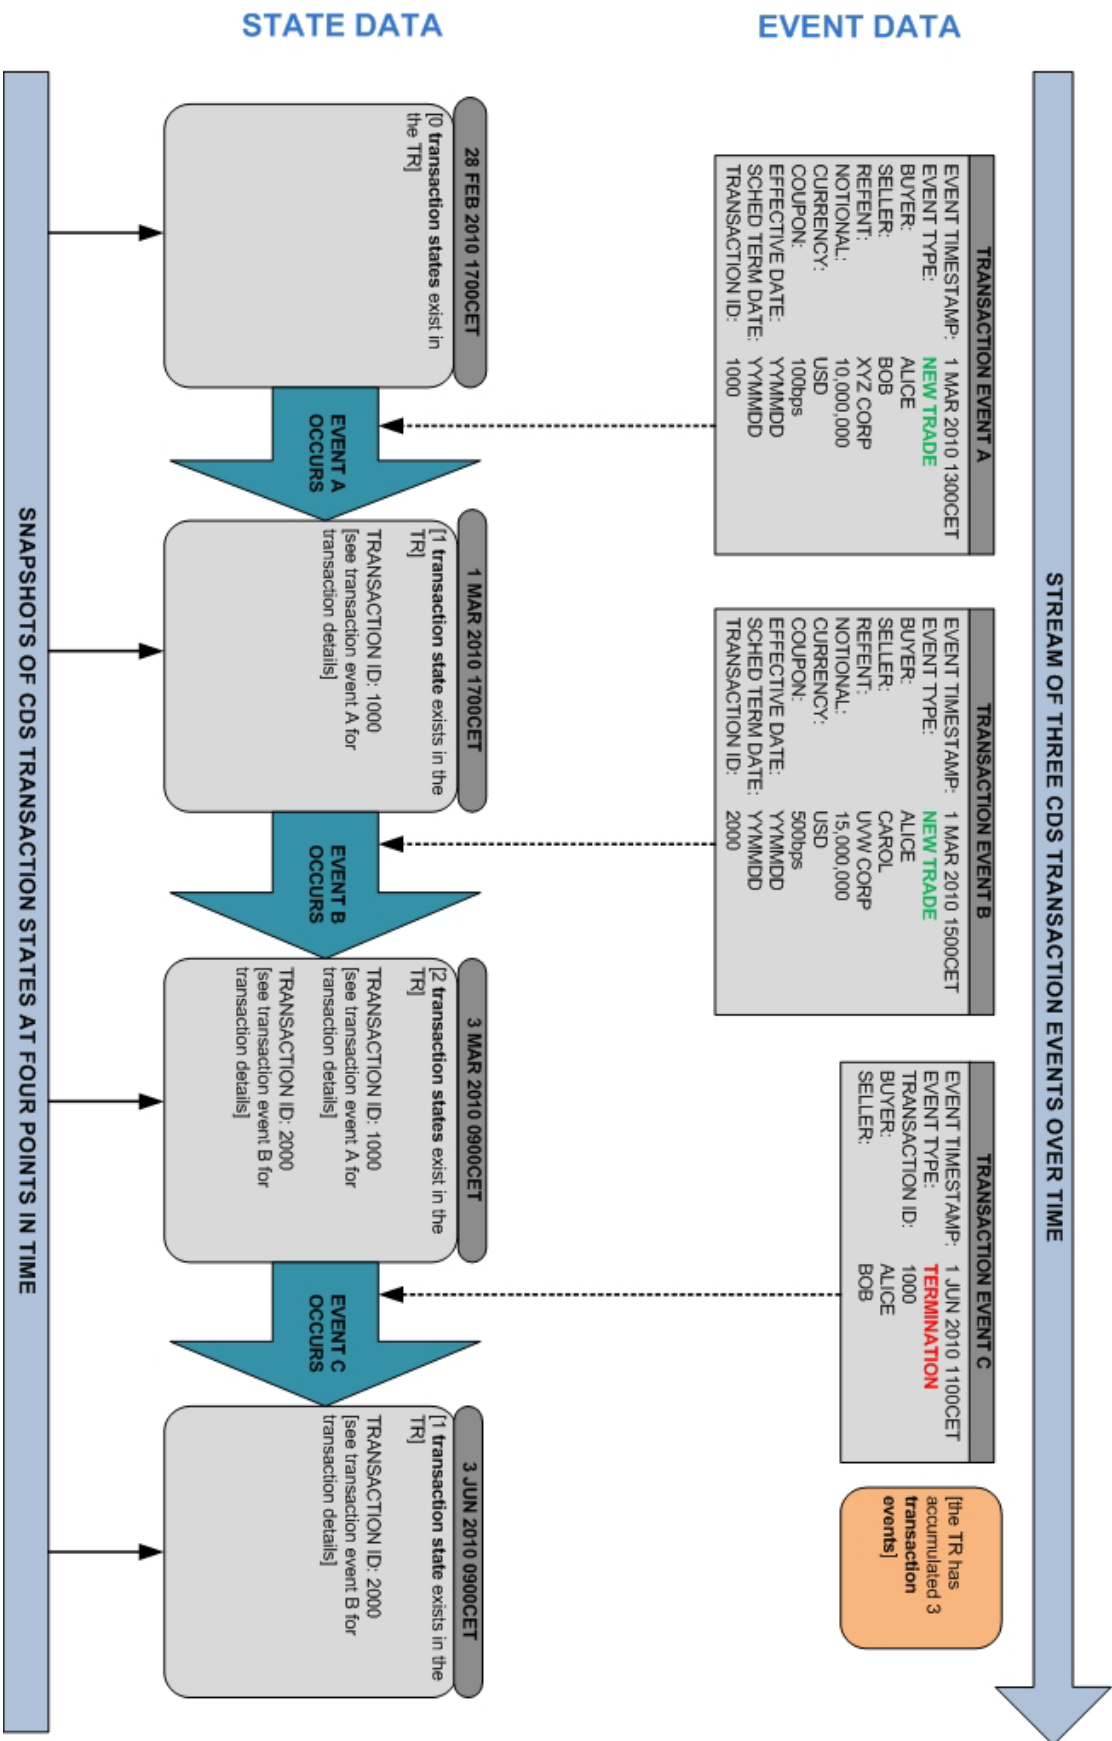 STATE DATA
EVENT DATA
STREAM OF THREE CDS TRANSACTION EVENTS OVER TIME
TRANSACTION EVENT A
EVENT TIMESTAMP: 1 MAR 2010 1300CET
EVENT TYPE: NEW TRADE
BUYER: ALICE
SELLER: BOB
REFENT: XYZ CORP
NOTIONAL: 10,000,000
CURRENCY: USD
COUPON: 100bps
EFFECTIVE DATE: YYMMDD
SCHED TERM DATE: YYMMDD
TRANSACTION ID: 1000
TRANSACTION EVENT B
EVENT TIMESTAMP: 1 MAR 2010 1500CET
EVENT TYPE: NEW TRADE
BUYER: ALICE
SELLER: CAROL
REFENT: UVW CORP
NOTIONAL: 15,000,000
CURRENCY: USD
COUPON: 500bps
EFFECTIVE DATE: YYMMDD
SCHED TERM DATE: YYMMDD
TRANSACTION ID: 2000
TRANSACTION EVENT C
EVENT TIMESTAMP: 1 JUN 2010 1100CET
EVENT TYPE: TERMINATION
TRANSACTION ID: 1000
BUYER: ALICE
SELLER: BOB
[the TR has
accumulated 3
transaction
events]
28 FEB 2010 1700CET
[0 transaction states exist in
the TR]
EVENT A
OCCURS
1 MAR 2010 1700CET
[1 transaction state exists in the
TR]
TRANSACTION ID: 1000
[see transaction event A for
transaction details]
EVENT B
OCCURS
3 MAR 2010 0900CET
[2 transaction states exist in the
TR]
TRANSACTION ID: 1000
[see transaction event A for
transaction details]
TRANSACTION ID: 2000
[see transaction event B for
transaction details]
EVENT C
OCCURS
3 JUN 2010 0900CET
[1 transaction state exists in the
TR]
TRANSACTION ID: 2000
[see transaction event B for
transaction details]
SNAPSHOTS OF CDS TRANSACTION STATES AT FOUR POINTS IN TIME